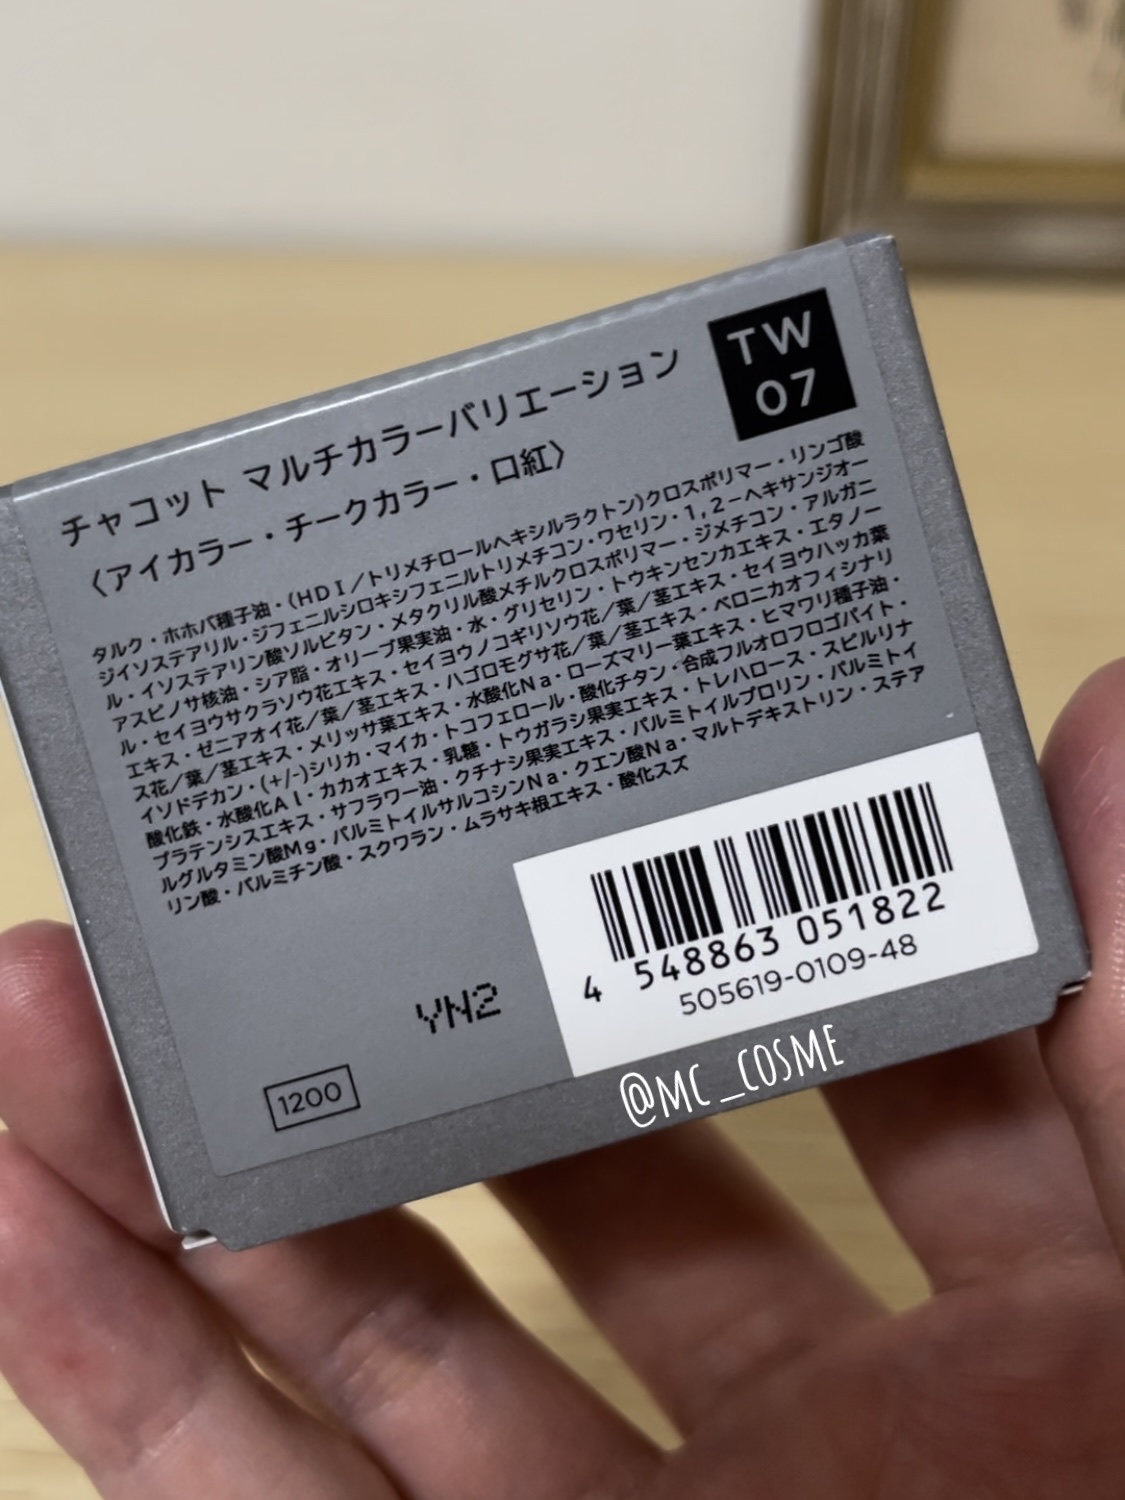 チャコット マルチカラーバリエーション
〈アイカラー・チークカラー・口紅〉
TW
07
タルク・ホホバ種子油・(HDI/トリメチロールヘキシルラクトン)クロスポリマー・リンゴ酸
ジイソステアリル・ジフェニルシロキシフェニルトリメチコン・ワセリン・1,2-ヘキサンジオー
ル・イソステアリン酸ソルビタン・メタクリル酸メチルクロスポリマー・ジメチコン・アルガニ
アスピノサ核油・シア脂・オリーブ果実油・水・グリセリン・トウキンセンカエキス・エタノー
ル・セイヨウサクラソウ花エキス・セイヨウノコギリソウ花/葉/茎エキス・セイヨウハッカ葉
エキス・ゼニアオイ花/葉/茎エキス・ハゴロモグサ花/葉/茎エキス・ベロニカオフィシナリ
ス花/葉/茎エキス・メリッサ葉エキス・水酸化Na・ローズマリー葉エキス・ヒマワリ種子油・
イソドデカン・(+/-)シリカ・マイカ・トコフェロール・酸化チタン・合成フルオロフロゴパイト・
酸化鉄・水酸化Al・カカオエキス・乳糖・トウガラシ果実エキス・トレハロース・スピルリナ
プラテンシスエキス・サフラワー油・クチナシ果実エキス・パルミトイルプロリン・パルミトイ
ルグルタミン酸Mg・パルミトイルサルコシンNa・クエン酸Na・マルトデキストリン・ステア
リン酸・パルミチン酸・スクワラン・ムラサキ根エキス・酸化スズ
4 548863 051822
505619-0109-48
YN2
1200
@MC_COSME